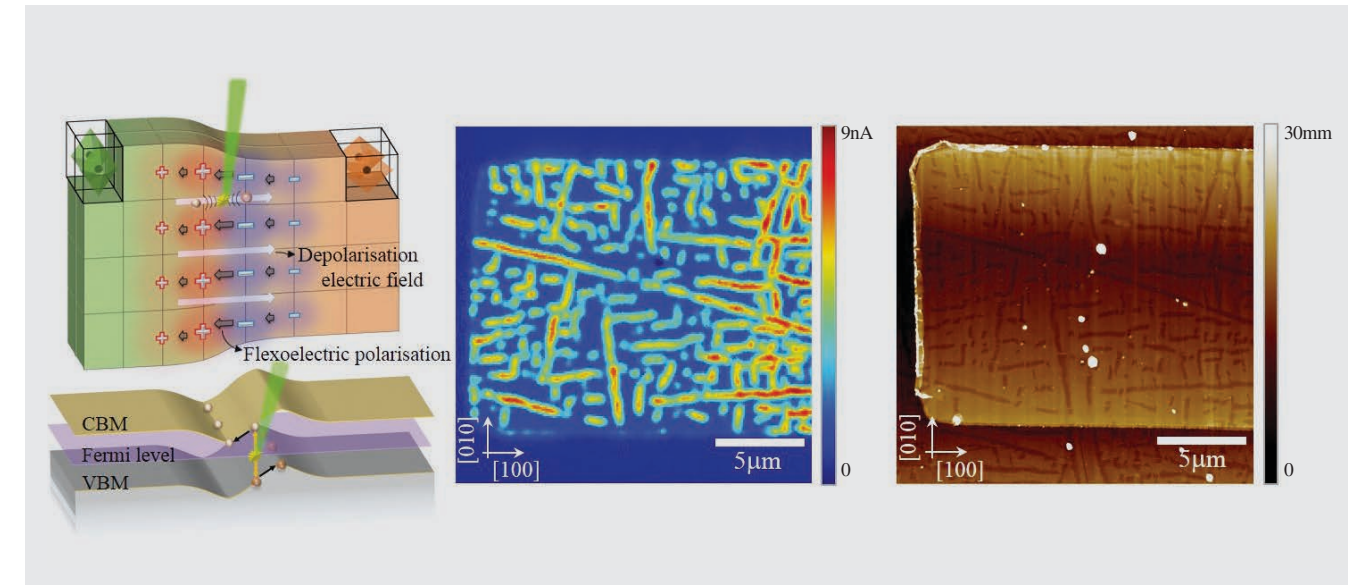 Depolarisation
electric field
Flexoelectric polarisation
CBM
Fermi level
VBM
9nA
0
[010]
[100]
5μm
30mm
0
[010]
[100]
5μm